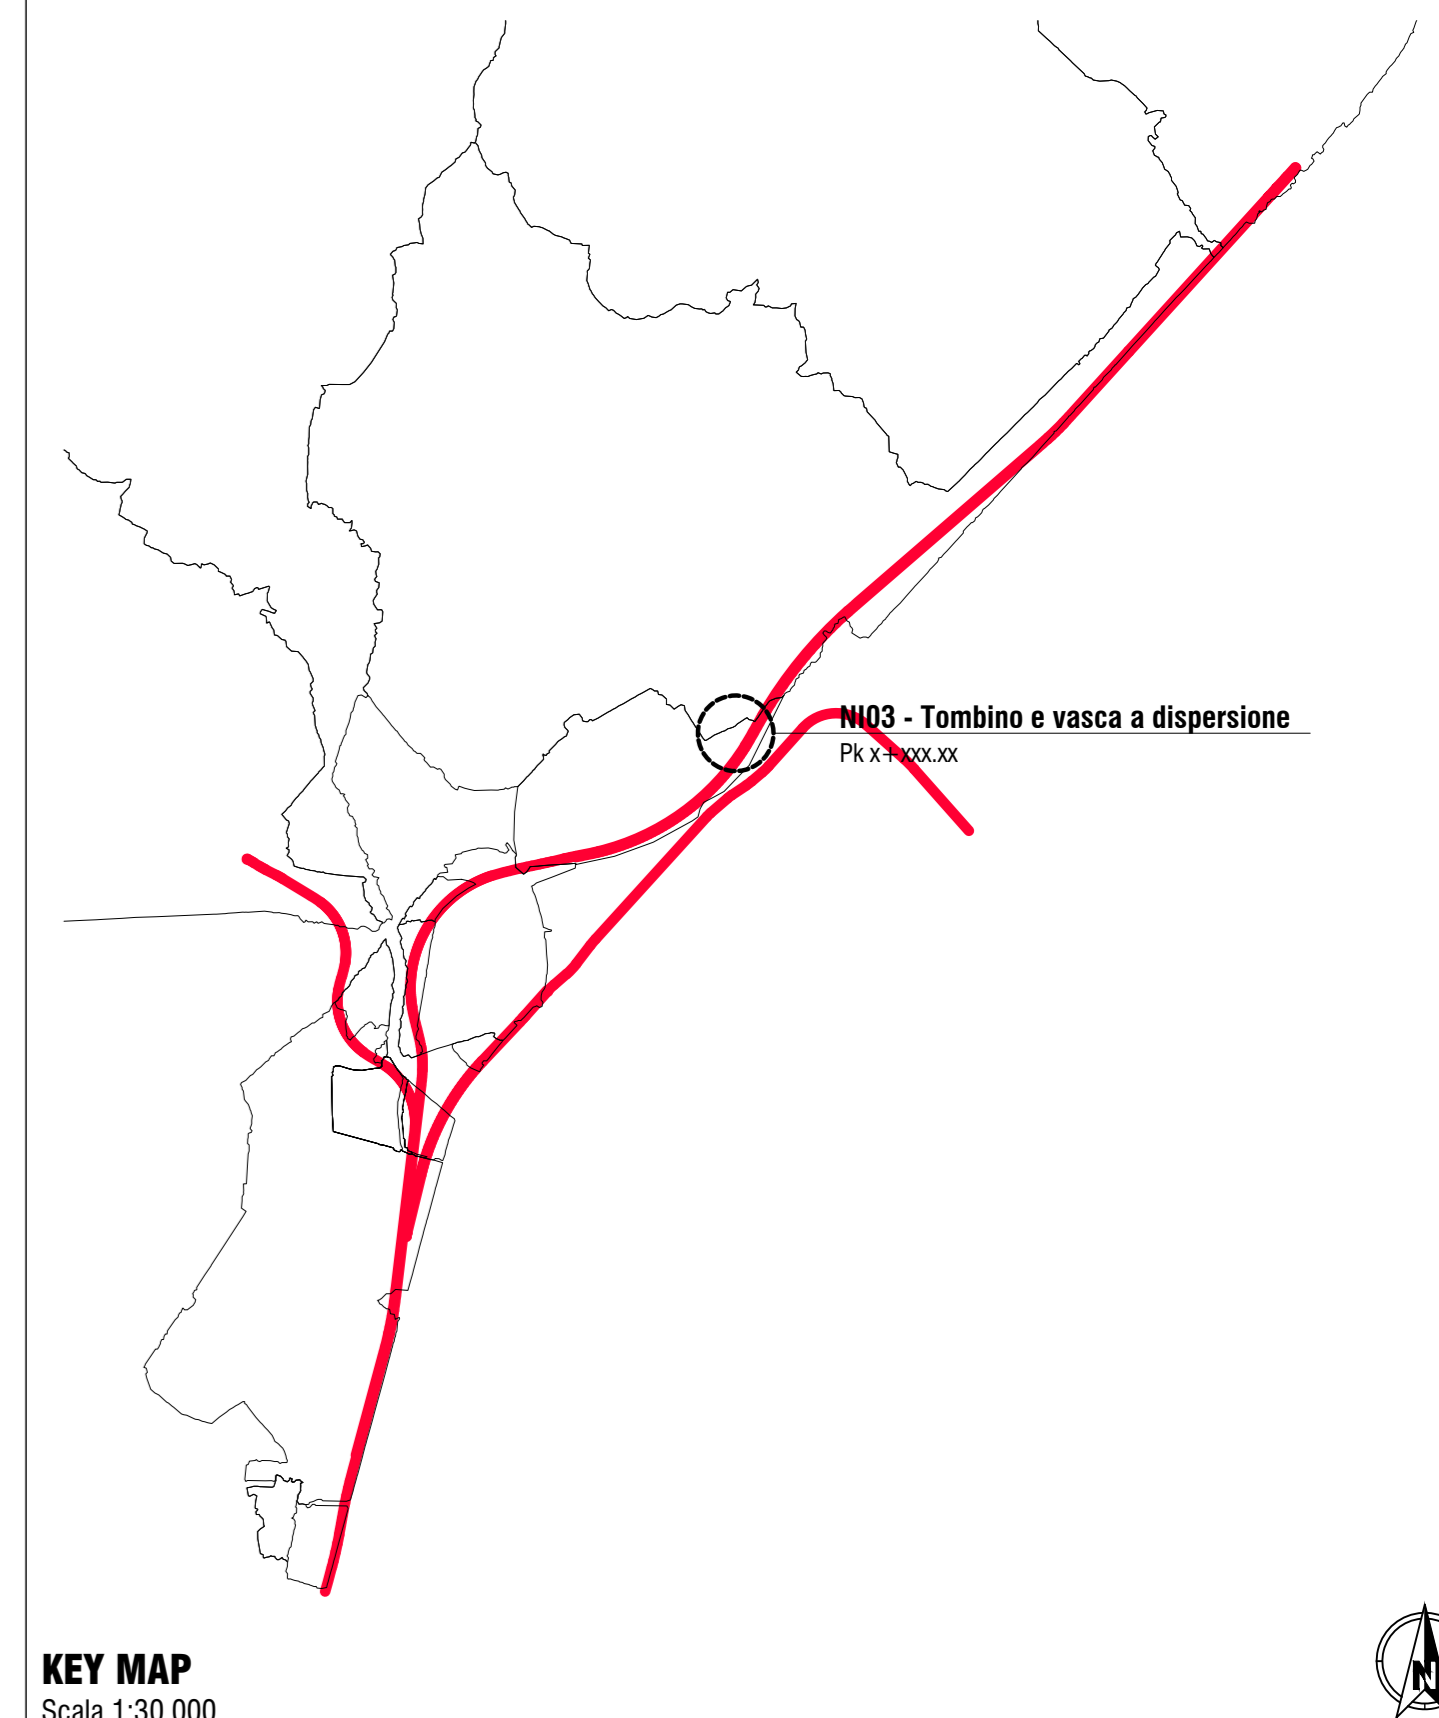 NI03 - Tombino e vasca a dispersione
Pk x+xxx.xx
KEY MAP
Scala 1:30.000
N